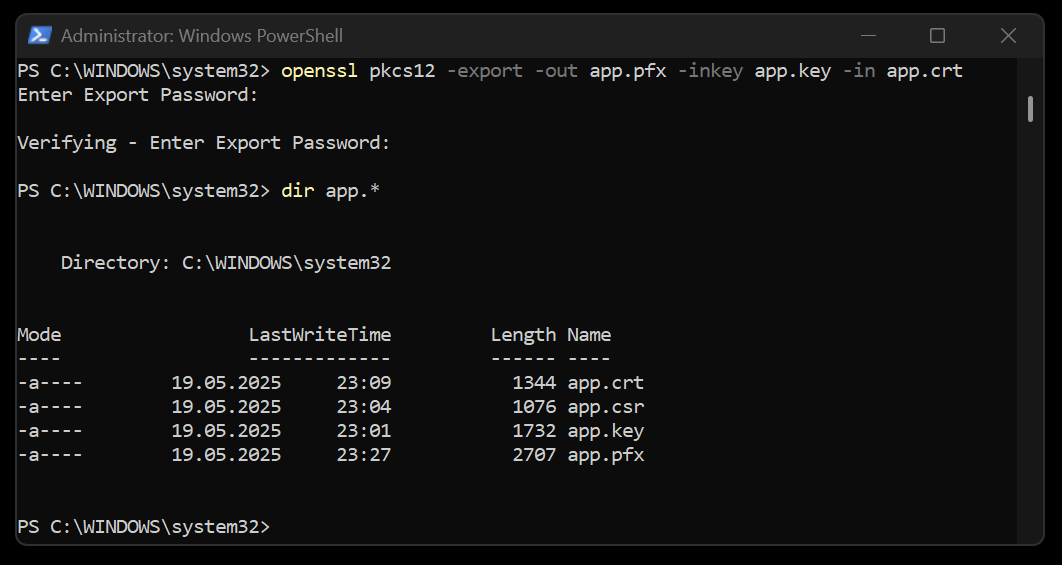 Administrator: Windows PowerShell
PS C:\WINDOWS\system32> openssl pkcs12 -export -out app.pfx -inkey app.key -in app.crt
Enter Export Password:
Verifying - Enter Export Password:
PS C:\WINDOWS\system32> dir app.*
Directory: C:\WINDOWS\system32
Mode LastWriteTime Length Name
---- ------------- ------ ----
-a---- 19.05.2025 23:09 1344 app.crt
-a---- 19.05.2025 23:04 1076 app.csr
-a---- 19.05.2025 23:01 1732 app.key
-a---- 19.05.2025 23:27 2707 app.pfx
PS C:\WINDOWS\system32>